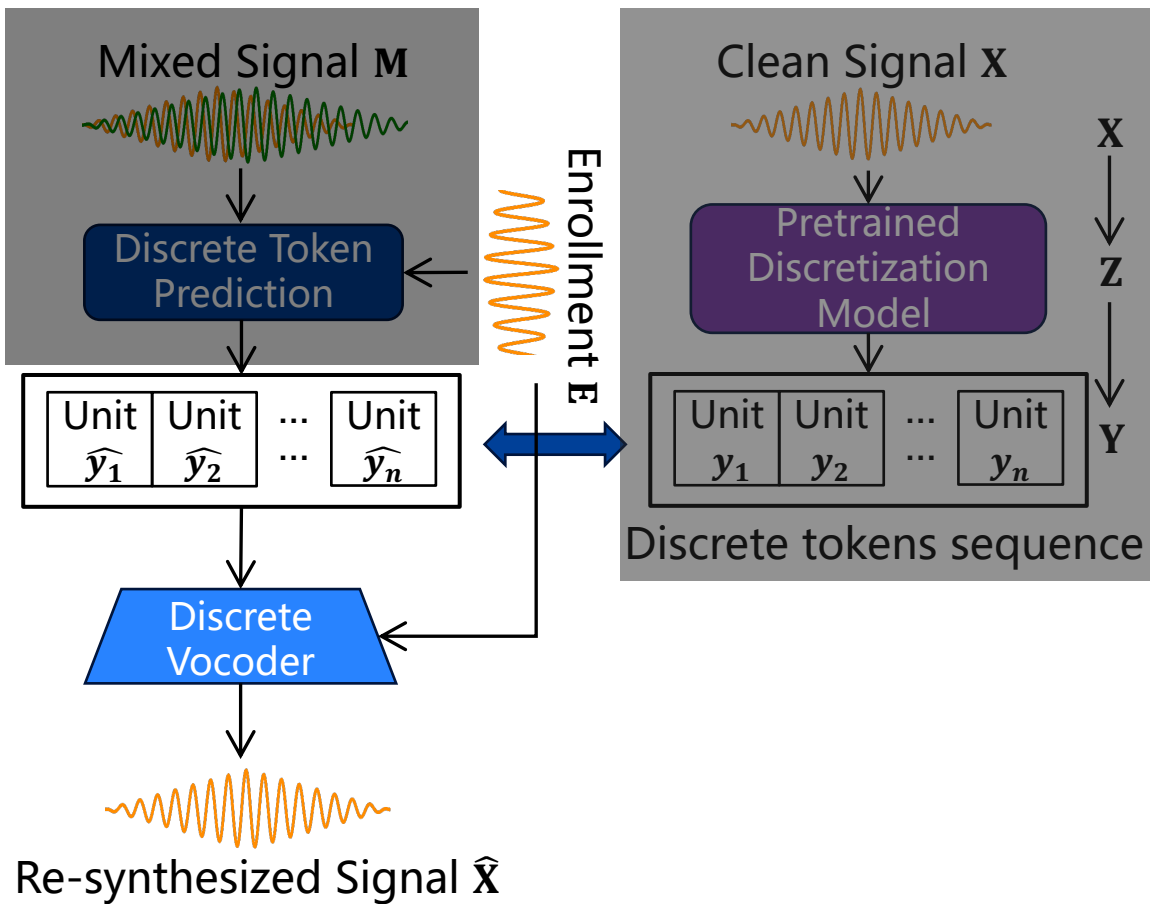 Mixed Signal M
Discrete Token
Prediction
Enrollment E
Unit Unit ... Unit
ŷ₁ ŷ₂ ... ŷₙ
Discrete
Vocoder
Re-synthesized Signal X̂
Clean Signal X
Pretrained
Discretization
Model
Unit Unit ... Unit
y₁ y₂ ... yₙ
Discrete tokens sequence
X
Z
Y